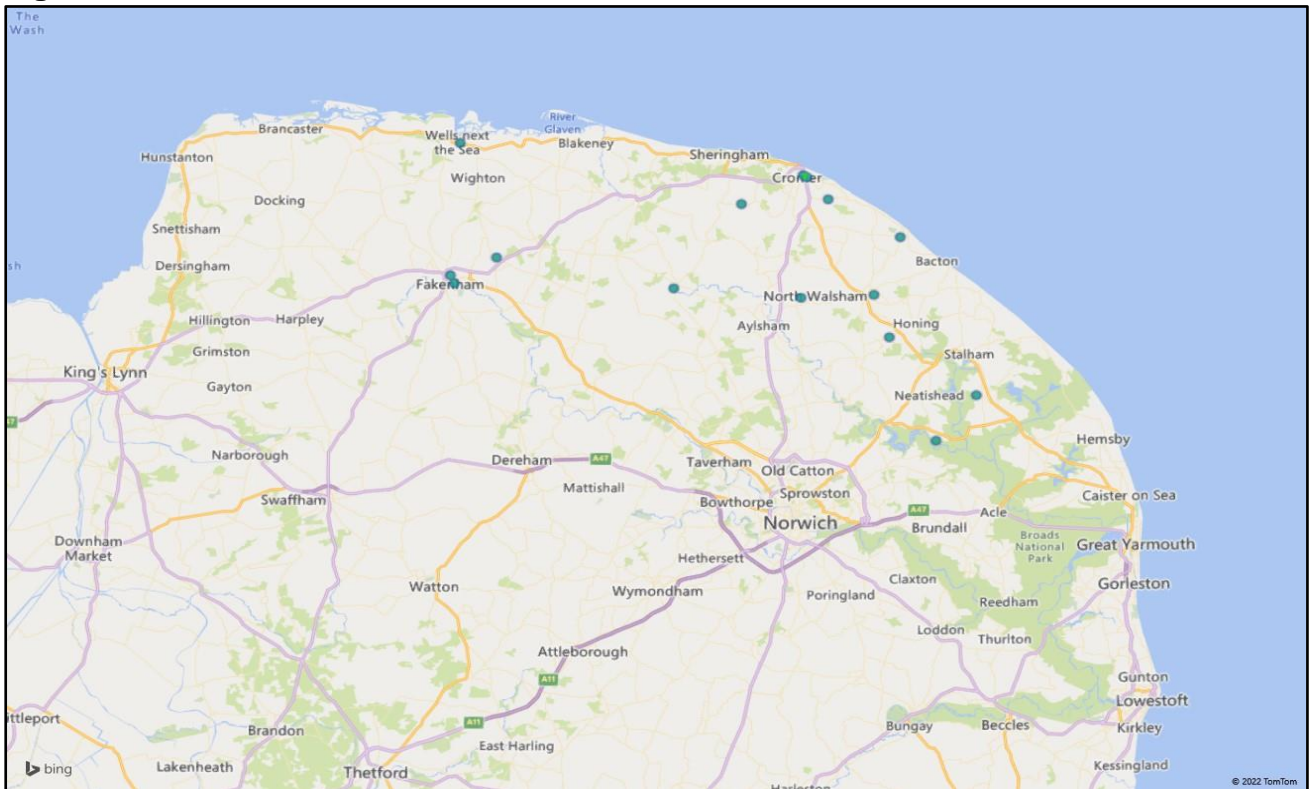 The
Wash
Brancaster
Wells next
the Sea
River
Glaven
Blakeney
Hunstanton
Sheringham
Cromer
Wighton
Docking
Snettisham
Dersingham
Bacton
Fakenham
North Walsham
Hillington
Harpley
Aylsham
Honing
Grimston
Stalham
King's Lynn
Gayton
Neatishead
Hemsby
Narborough
Dereham
A47
Taverham
Old Catton
Mattishall
Bowthorpe
Sprowston
Caister on Sea
Swaffham
Norwich
A47
Acle
Brundall
Downham
Market
Broads
National
Park
Great Yarmouth
Hethersett
Watton
Wymondham
Claxton
Gorleston
Poringland
Reedham
Loddon
Thurlton
Attleborough
A11
Gunton
Lowestoft
ittleport
A11
Brandon
Bungay
Beccles
Kirkley
East Harling
bing
Lakenheath
Thetford
Kessingland
© 2022 TomTom